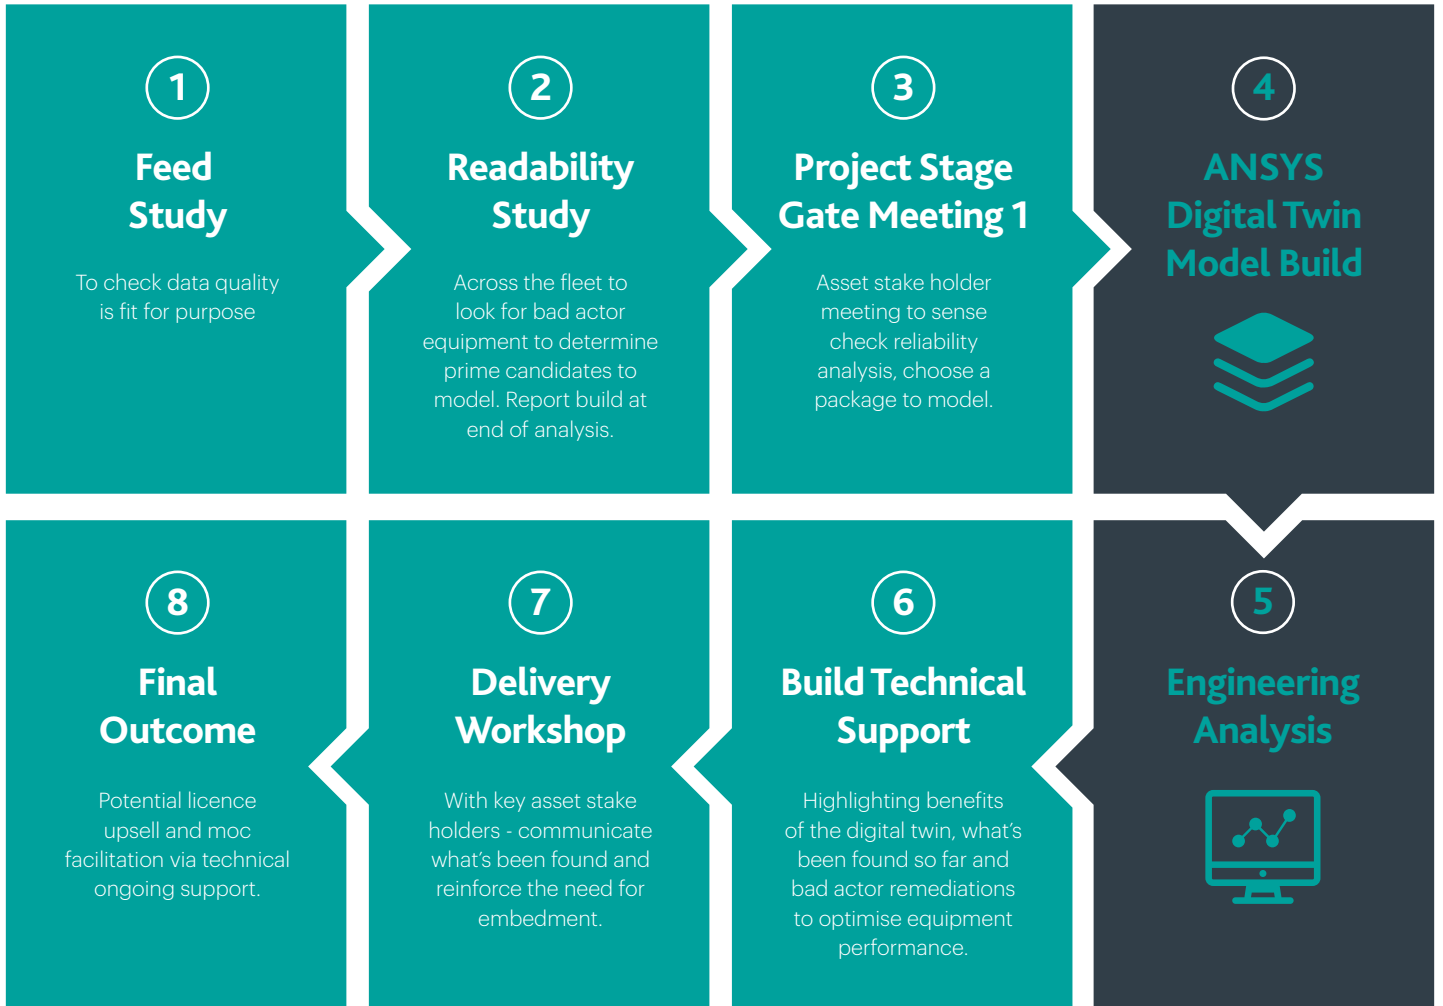 1
Feed
Study
To check data quality
is fit for purpose
2
Readability
Study
Across the fleet to
look for bad actor
equipment to determine
prime candidates to
model. Report build at
end of analysis.
3
Project Stage
Gate Meeting 1
Asset stake holder
meeting to sense
check reliability
analysis, choose a
package to model.
4
ANSYS
Digital Twin
Model Build
5
Engineering
Analysis
6
Build Technical
Support
Highlighting benefits
of the digital twin, what’s
been found so far and
bad actor remediations
to optimise equipment
performance.
7
Delivery
Workshop
With key asset stake
holders - communicate
what’s been found and
reinforce the need for
embedment.
8
Final
Outcome
Potential licence
upsell and moc
facilitation via technical
ongoing support.